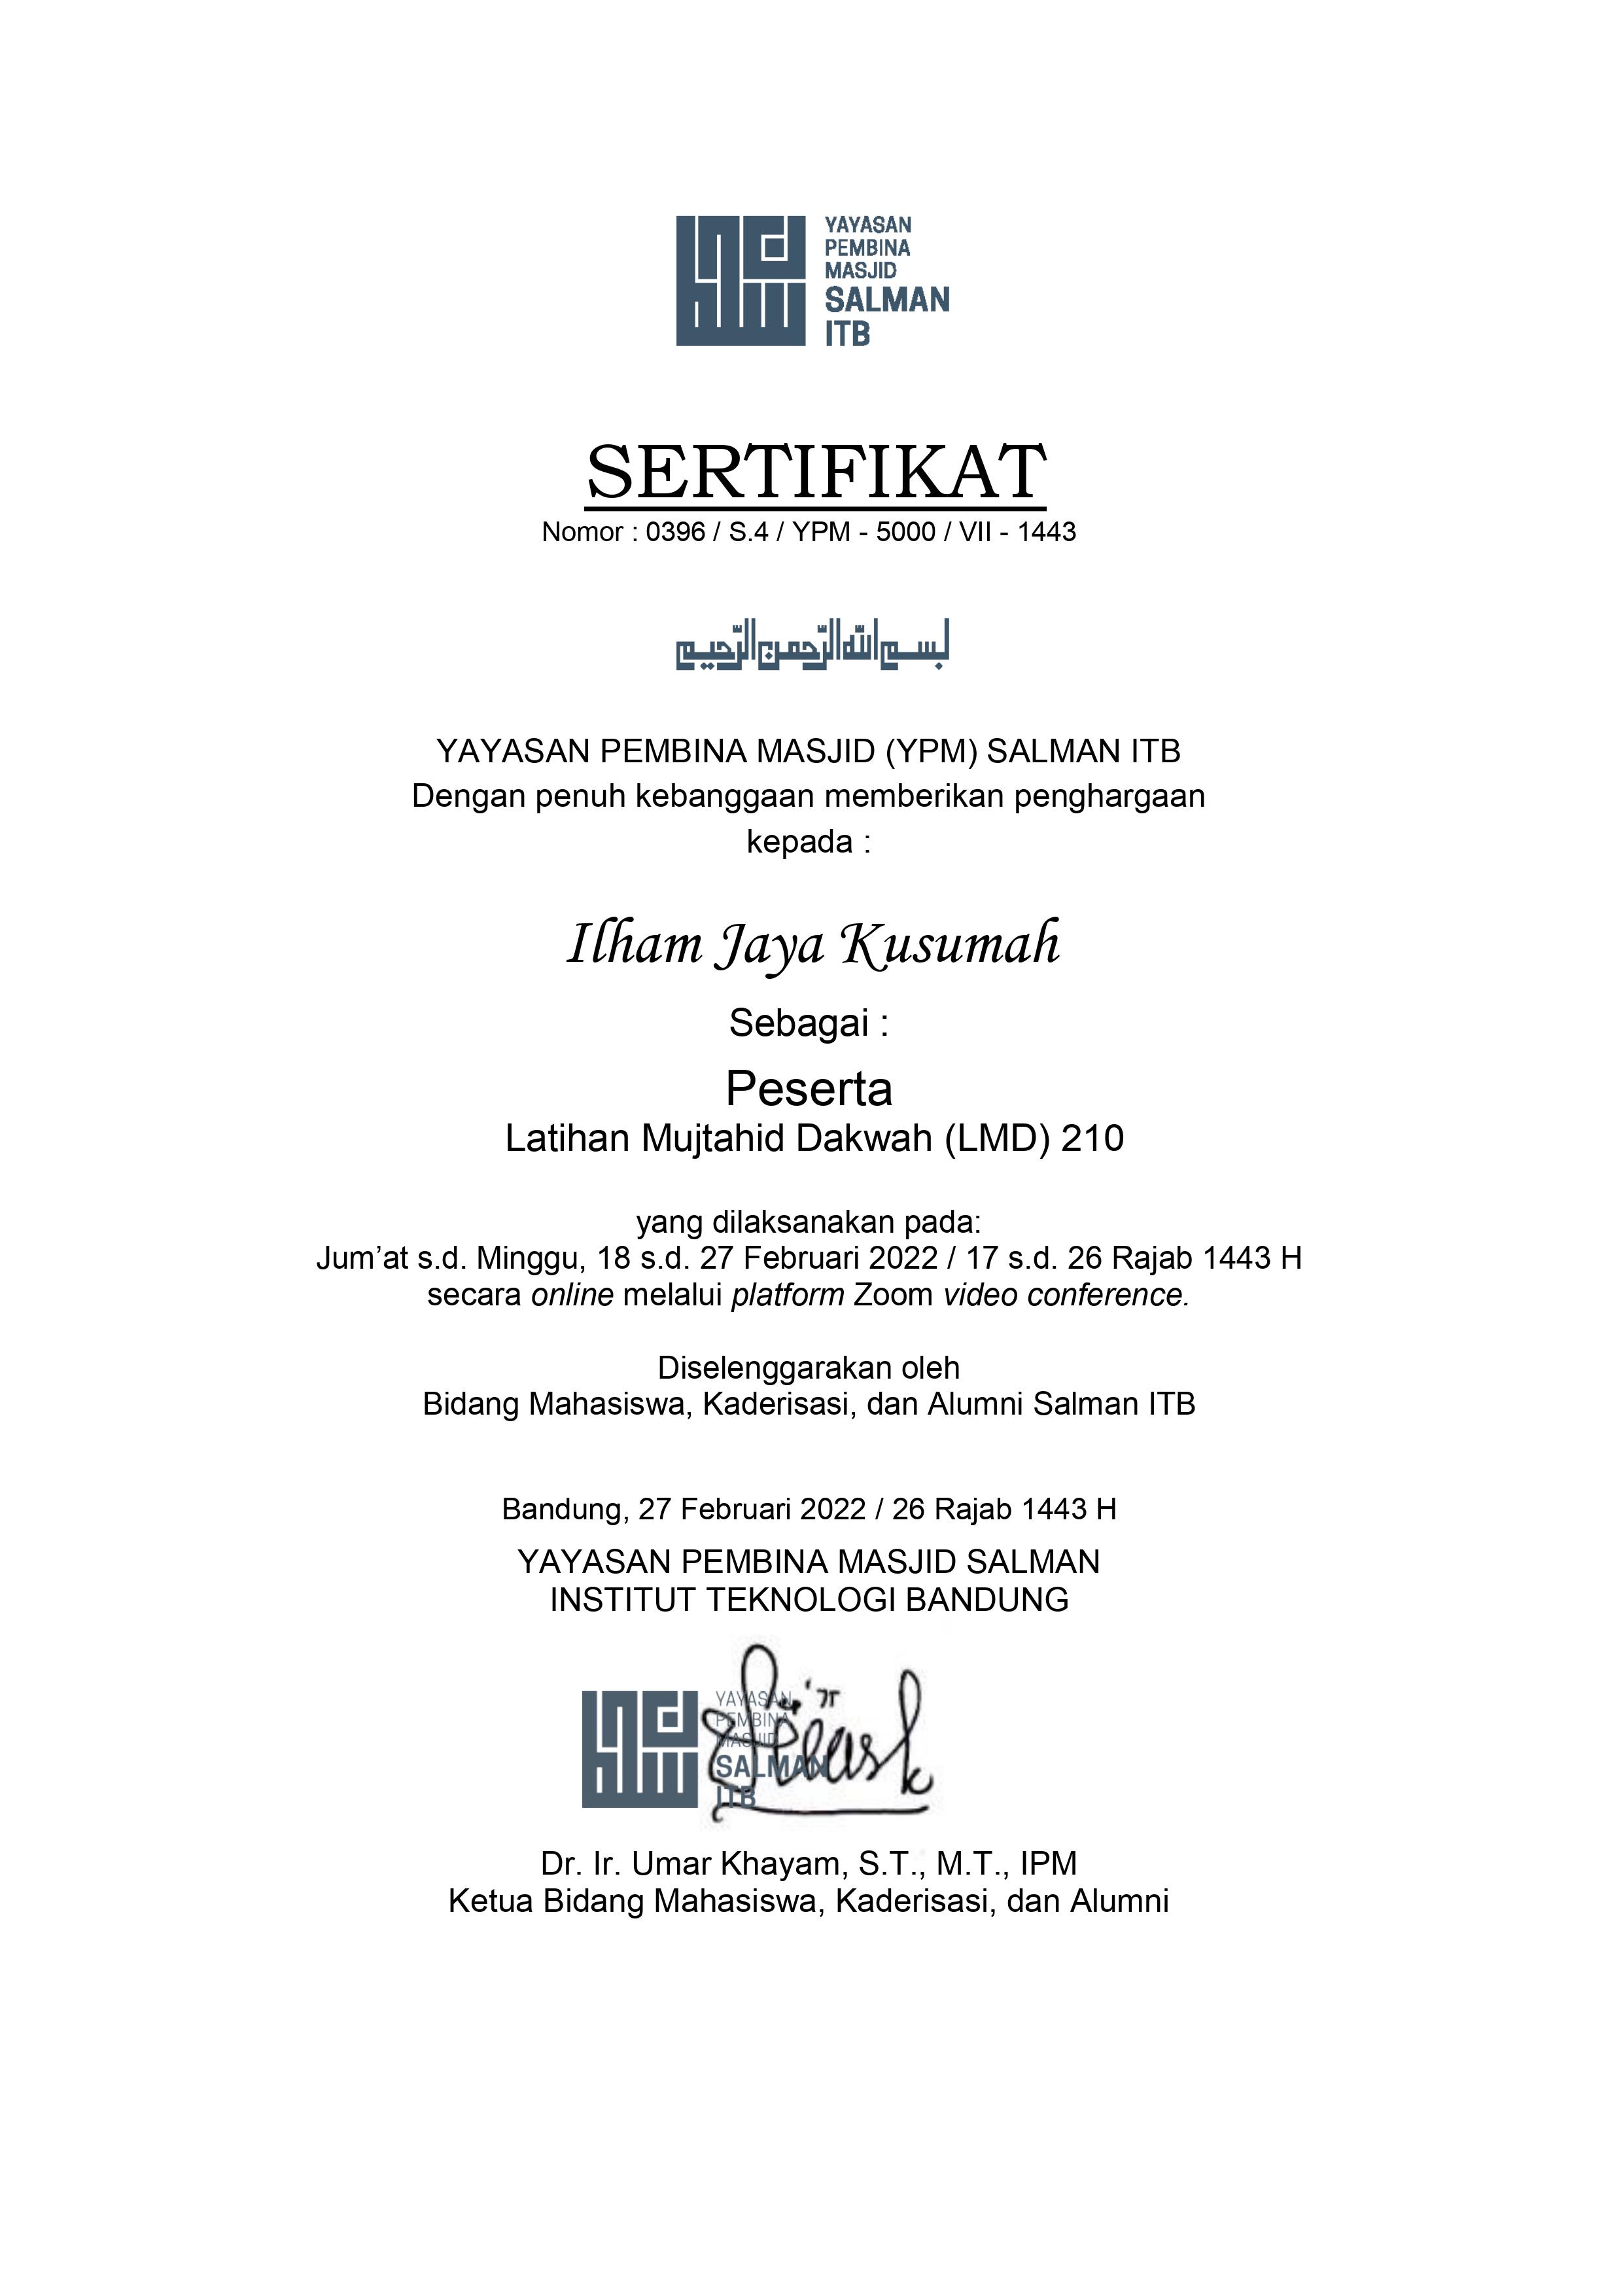 YAYASAN
PEMBINA
MASJID
SALMAN
ITB
SERTIFIKAT
Nomor : 0396 / S.4 / YPM - 5000 / VII - 1443
بسم الله الرّحمن الرّحيم
YAYASAN PEMBINA MASJID (YPM) SALMAN ITB
Dengan penuh kebanggaan memberikan penghargaan
kepada :
Ilham Jaya Kusumah
Sebagai :
Peserta
Latihan Mujtahid Dakwah (LMD) 210
yang dilaksanakan pada:
Jum’at s.d. Minggu, 18 s.d. 27 Februari 2022 / 17 s.d. 26 Rajab 1443 H
secara online melalui platform Zoom video conference.
Diselenggarakan oleh
Bidang Mahasiswa, Kaderisasi, dan Alumni Salman ITB
Bandung, 27 Februari 2022 / 26 Rajab 1443 H
YAYASAN PEMBINA MASJID SALMAN
INSTITUT TEKNOLOGI BANDUNG
YAYASAN
PEMBINA
MASJID
SALMAN
ITB
Dr. Ir. Umar Khayam, S.T., M.T., IPM
Ketua Bidang Mahasiswa, Kaderisasi, dan Alumni